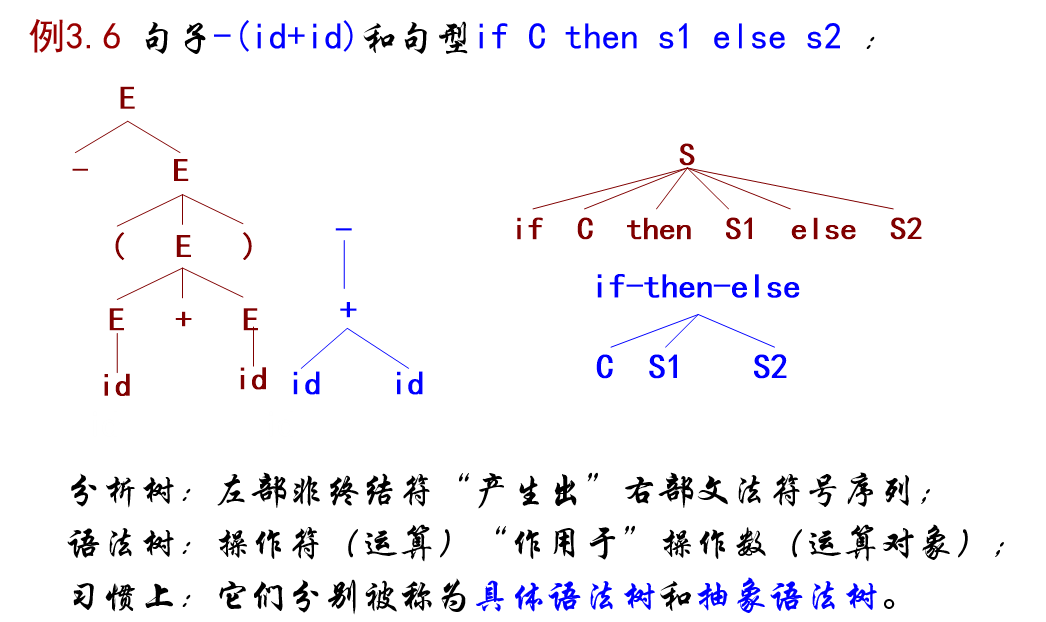 例3.6 句子-(id+id)和句型if C then s1 else s2 ：
E
- E
( E )
E + E
id id
-
+
id id
S
if C then S1 else S2
if-then-else
C S1 S2
分析树：左部非终结符“产生出”右部文法符号序列；
语法树：操作符（运算）“作用于”操作数（运算对象）；
习惯上：它们分别被称为具体语法树和抽象语法树。